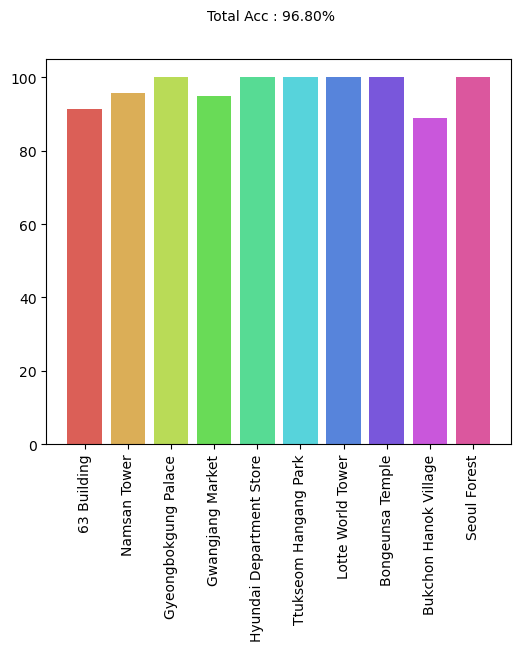 Total Acc : 96.80%
100
80
60
40
20
0
63 Building
Namsan Tower
Gyeongbokgung Palace
Gwangjang Market
Hyundai Department Store
Ttukseom Hangang Park
Lotte World Tower
Bongeunsa Temple
Bukchon Hanok Village
Seoul Forest